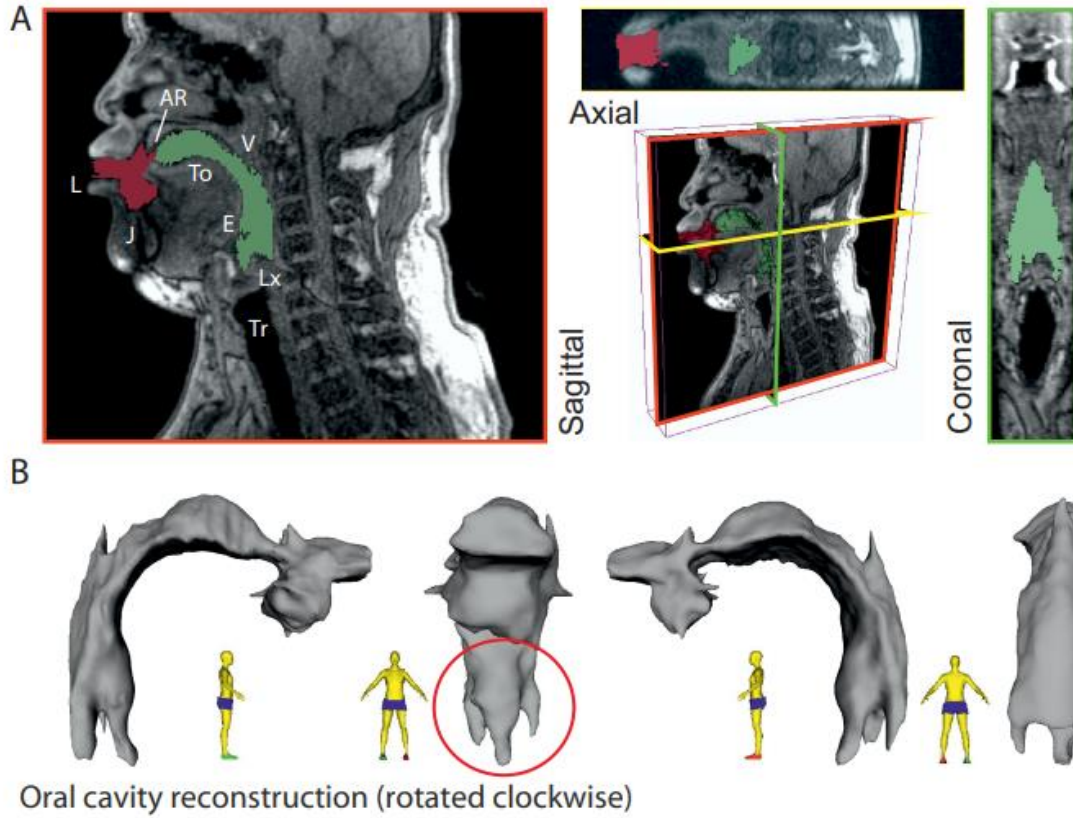 A
AR
V
To
L
E
J
Lx
Tr
Sagittal
Axial
Coronal
B
Oral cavity reconstruction (rotated clockwise)